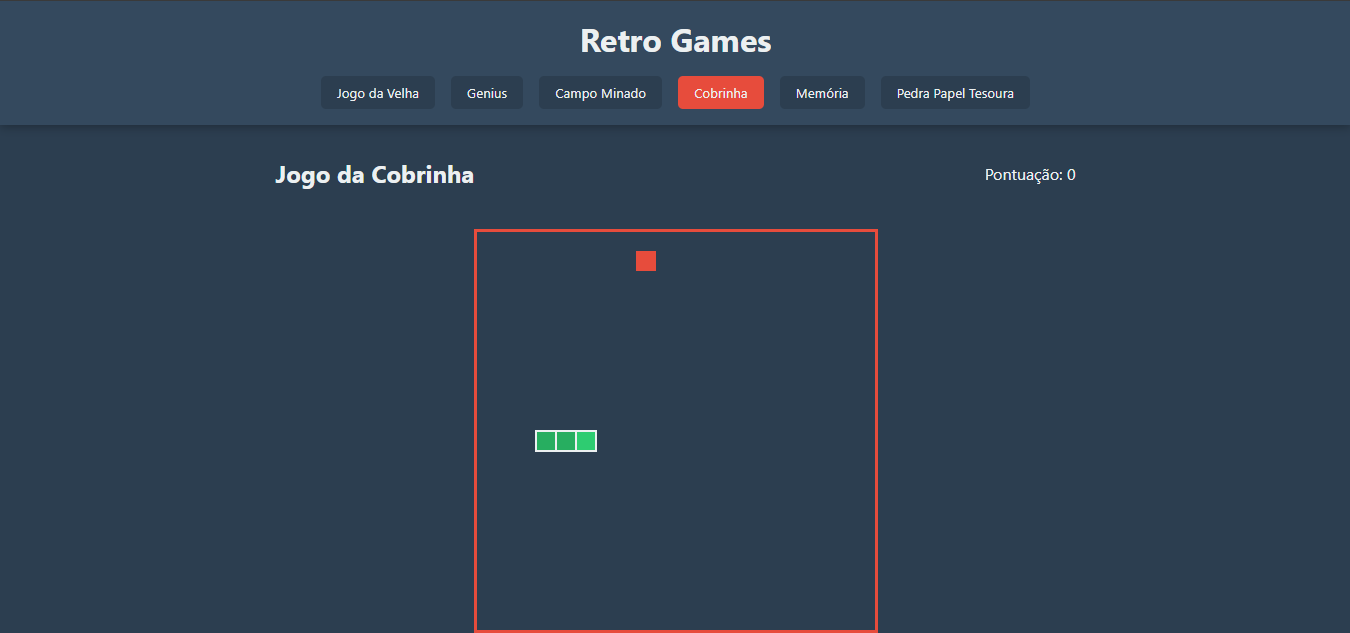 Retro Games
Jogo da Velha Genius Campo Minado Cobrinha Memória Pedra Papel Tesoura
Jogo da Cobrinha Pontuação: 0